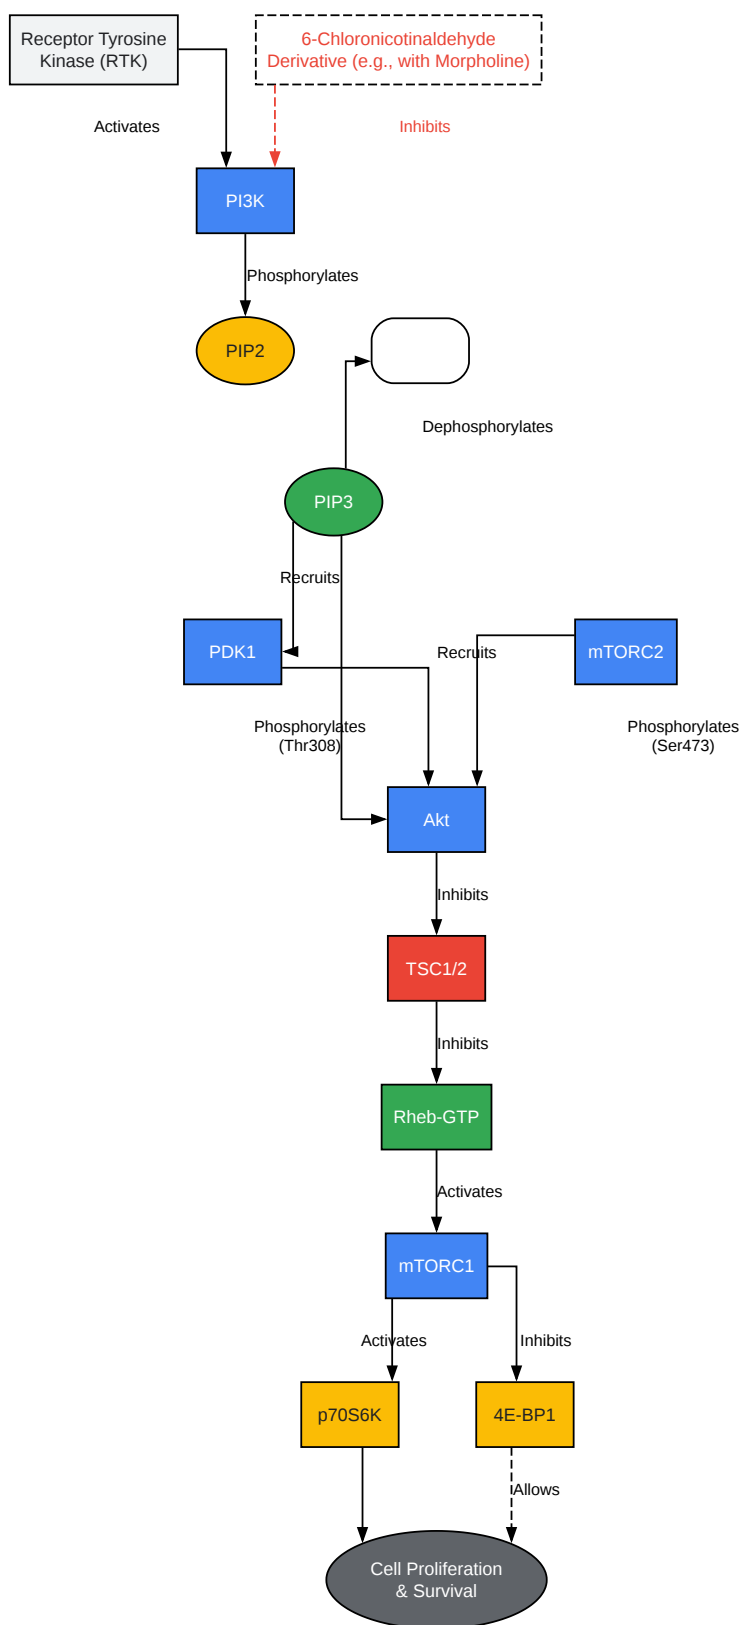 Receptor Tyrosine
Kinase (RTK)
6-Chloronicotinaldehyde
Derivative (e.g., with Morpholine)
Activates
Inhibits
PI3K
Phosphorylates
PIP2
Dephosphorylates
PIP3
Recruits
PDK1
Recruits
mTORC2
Phosphorylates
(Thr308)
Phosphorylates
(Ser473)
Akt
Inhibits
TSC1/2
Inhibits
Rheb-GTP
Activates
mTORC1
Activates
Inhibits
p70S6K
4E-BP1
Allows
Cell Proliferation
& Survival